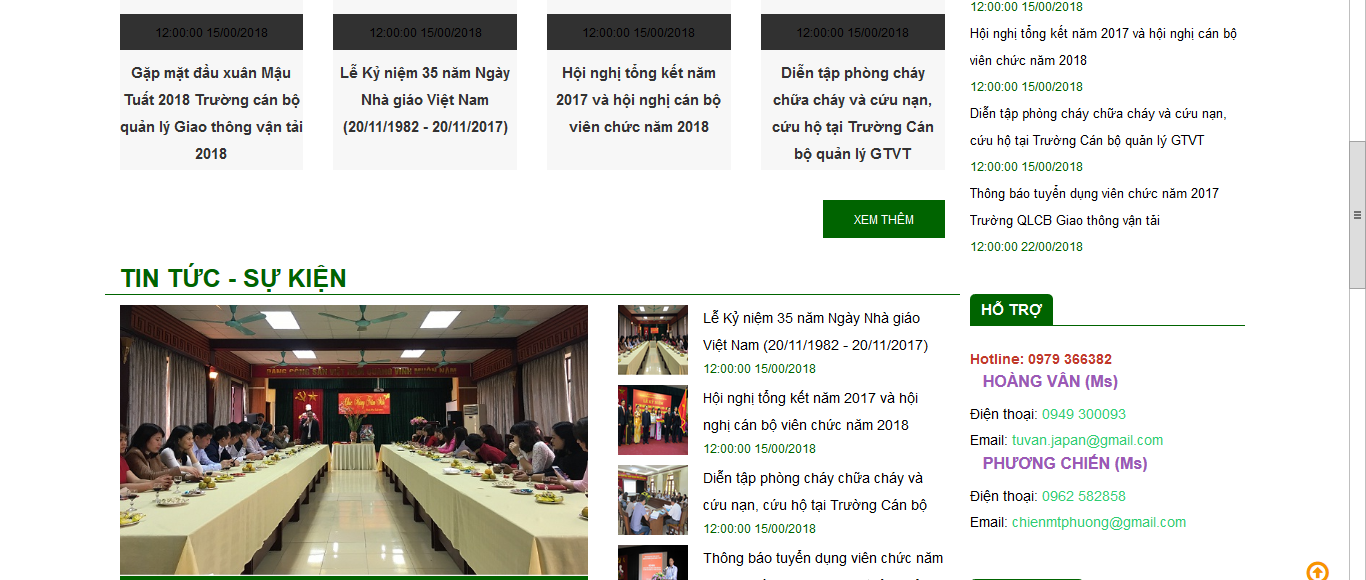 12:00:00 15/00/2018
12:00:00 15/00/2018
12:00:00 15/00/2018
12:00:00 15/00/2018
Gặp mặt đầu xuân Mậu
Tuất 2018 Trường cán bộ
quản lý Giao thông vận tải
2018
Lễ Kỷ niệm 35 năm Ngày
Nhà giáo Việt Nam
(20/11/1982 - 20/11/2017)
Hội nghị tổng kết năm
2017 và hội nghị cán bộ
viên chức năm 2018
Diễn tập phòng cháy
chữa cháy và cứu nạn,
cứu hộ tại Trường Cán
bộ quản lý GTVT
XEM THÊM
TIN TỨC - SỰ KIỆN
Lễ Kỷ niệm 35 năm Ngày Nhà giáo
Việt Nam (20/11/1982 - 20/11/2017)
12:00:00 15/00/2018
Hội nghị tổng kết năm 2017 và hội
nghị cán bộ viên chức năm 2018
12:00:00 15/00/2018
Diễn tập phòng cháy chữa cháy và
cứu nạn, cứu hộ tại Trường Cán bộ
12:00:00 15/00/2018
Thông báo tuyển dụng viên chức năm
12:00:00 15/00/2018
Hội nghị tổng kết năm 2017 và hội nghị cán bộ
viên chức năm 2018
12:00:00 15/00/2018
Diễn tập phòng cháy chữa cháy và cứu nạn,
cứu hộ tại Trường Cán bộ quản lý GTVT
12:00:00 15/00/2018
Thông báo tuyển dụng viên chức năm 2017
Trường QLCB Giao thông vận tải
12:00:00 22/00/2018
HỖ TRỢ
Hotline: 0979 366382
HOÀNG VÂN (Ms)
Điện thoại: 0949 300093
Email: tuvan.japan@gmail.com
PHƯƠNG CHIẾN (Ms)
Điện thoại: 0962 582858
Email: chienmtphuong@gmail.com